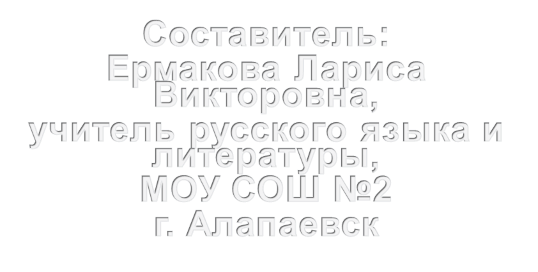 Составитель:
Ермакова Лариса
Викторовна,
учитель русского языка и
литературы,
МОУ СОШ №2
г. Алапаевск